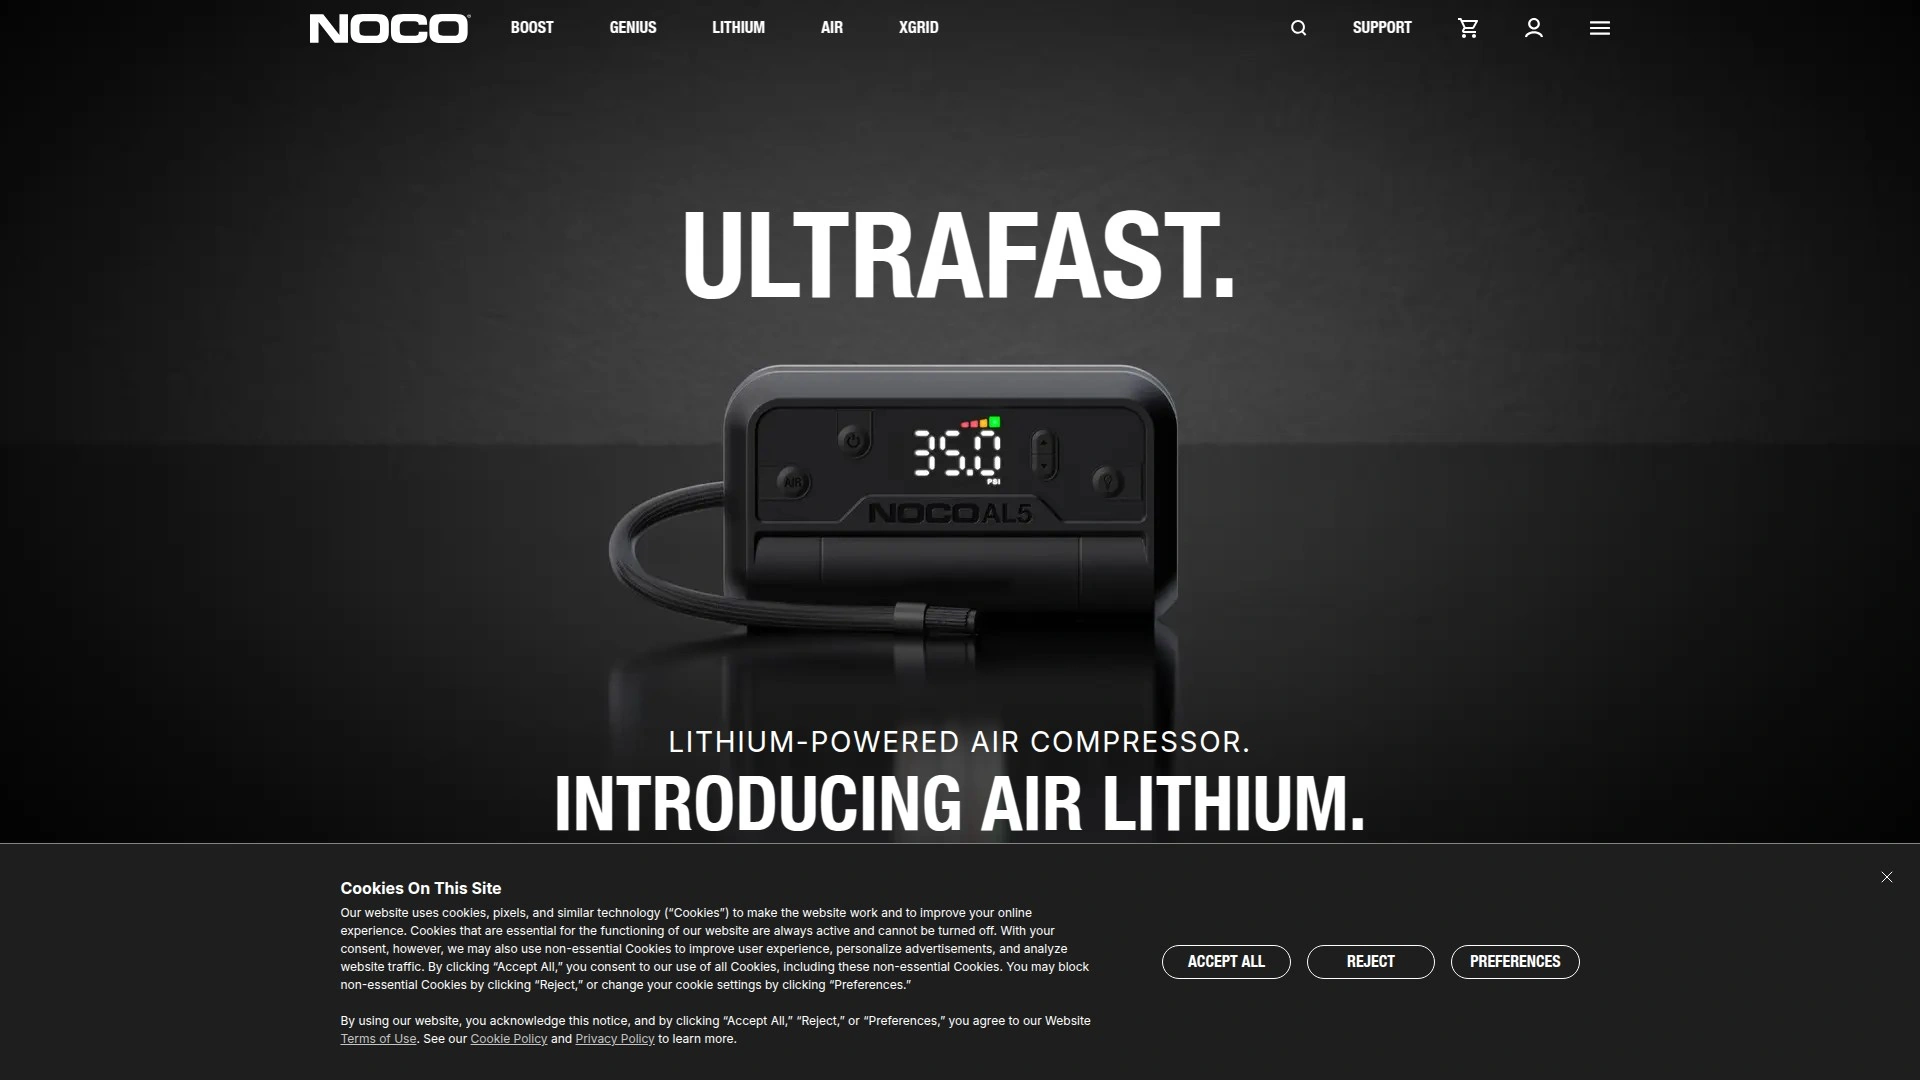 NOCO
BOOST
GENIUS
LITHIUM
AIR
XGRID
SUPPORT
ULTRAFAST.
35.0
PSI
AIR
NOCO AL5
LITHIUM-POWERED AIR COMPRESSOR.
INTRODUCING AIR LITHIUM.
Cookies On This Site
Our website uses cookies, pixels, and similar technology (“Cookies”) to make the website work and to improve your online
experience. Cookies that are essential for the functioning of our website are always active and cannot be turned off. With your
consent, however, we may also use non-essential Cookies to improve user experience, personalize advertisements, and analyze
website traffic. By clicking “Accept All,” you consent to our use of all Cookies, including these non-essential Cookies. You may block
non-essential Cookies by clicking “Reject,” or change your cookie settings by clicking “Preferences.”
By using our website, you acknowledge this notice, and by clicking “Accept All,” “Reject,” or “Preferences,” you agree to our Website
Terms of Use. See our Cookie Policy and Privacy Policy to learn more.
ACCEPT ALL
REJECT
PREFERENCES